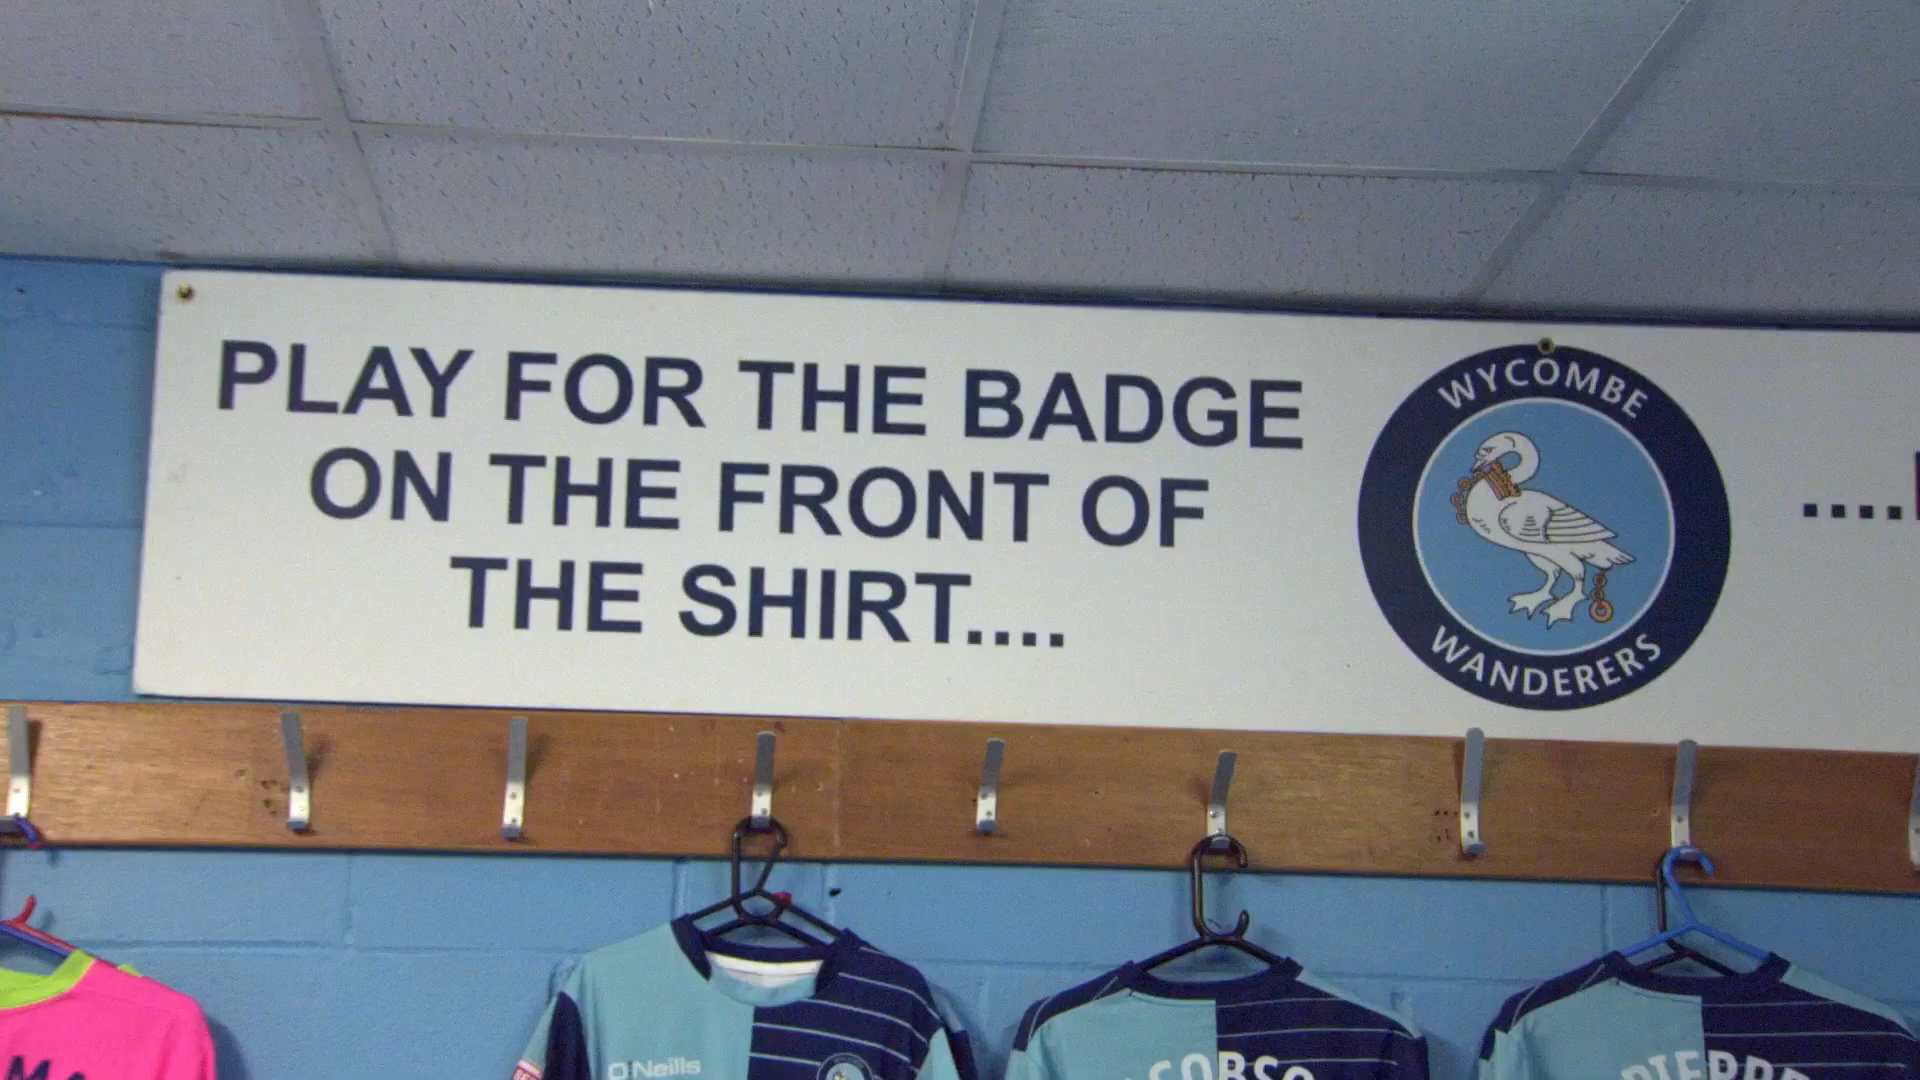 PLAY FOR THE BADGE
ON THE FRONT OF
THE SHIRT....
WYCOMBE
WANDERERS
....
O'Neills